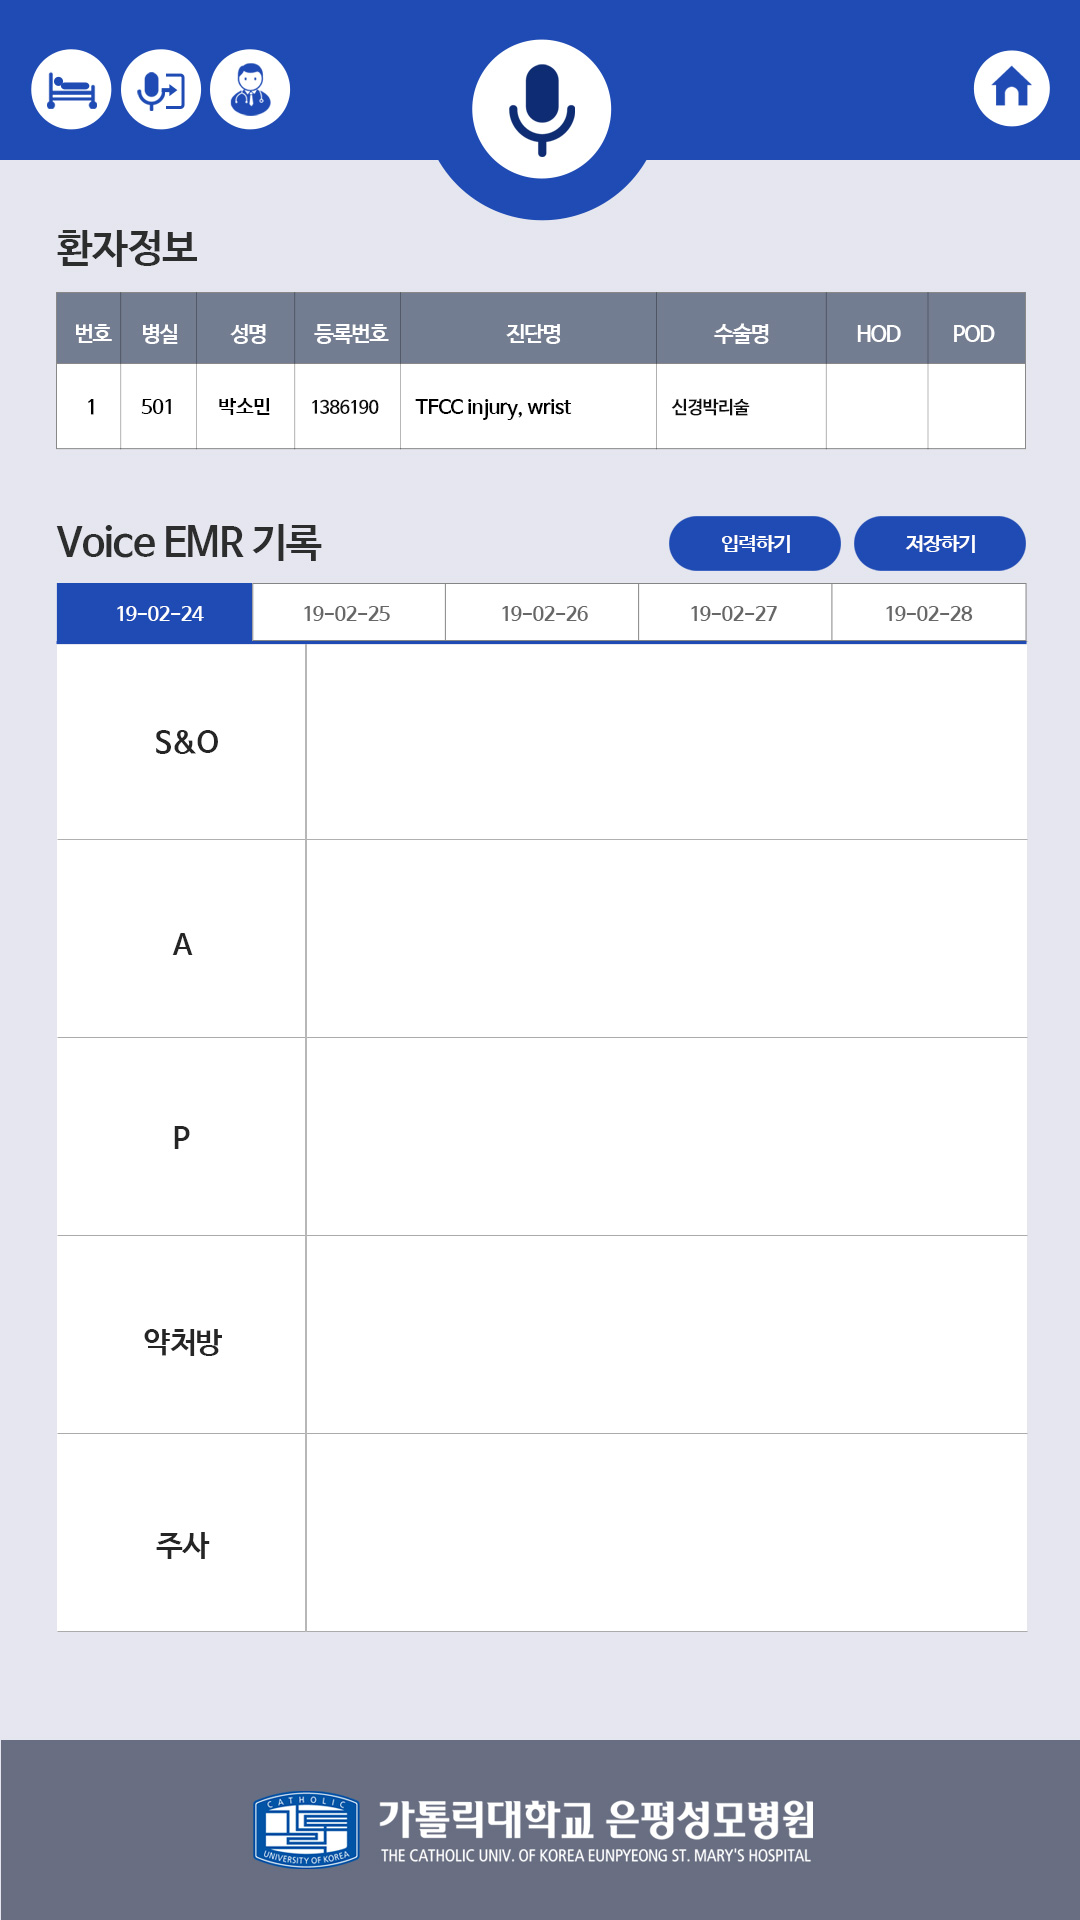 환자정보
번호 병실 성명 등록번호 진단명 수술명 HOD POD
1 501 박소민 1386190 TFCC injury, wrist 신경박리술
Voice EMR 기록 입력하기 저장하기
19-02-24 19-02-25 19-02-26 19-02-27 19-02-28
S&O
A
P
약처방
주사
CATHOLIC
UNIVERSITY OF KOREA
가톨릭대학교 은평성모병원
THE CATHOLIC UNIV. OF KOREA EUNPYEONG ST. MARY'S HOSPITAL